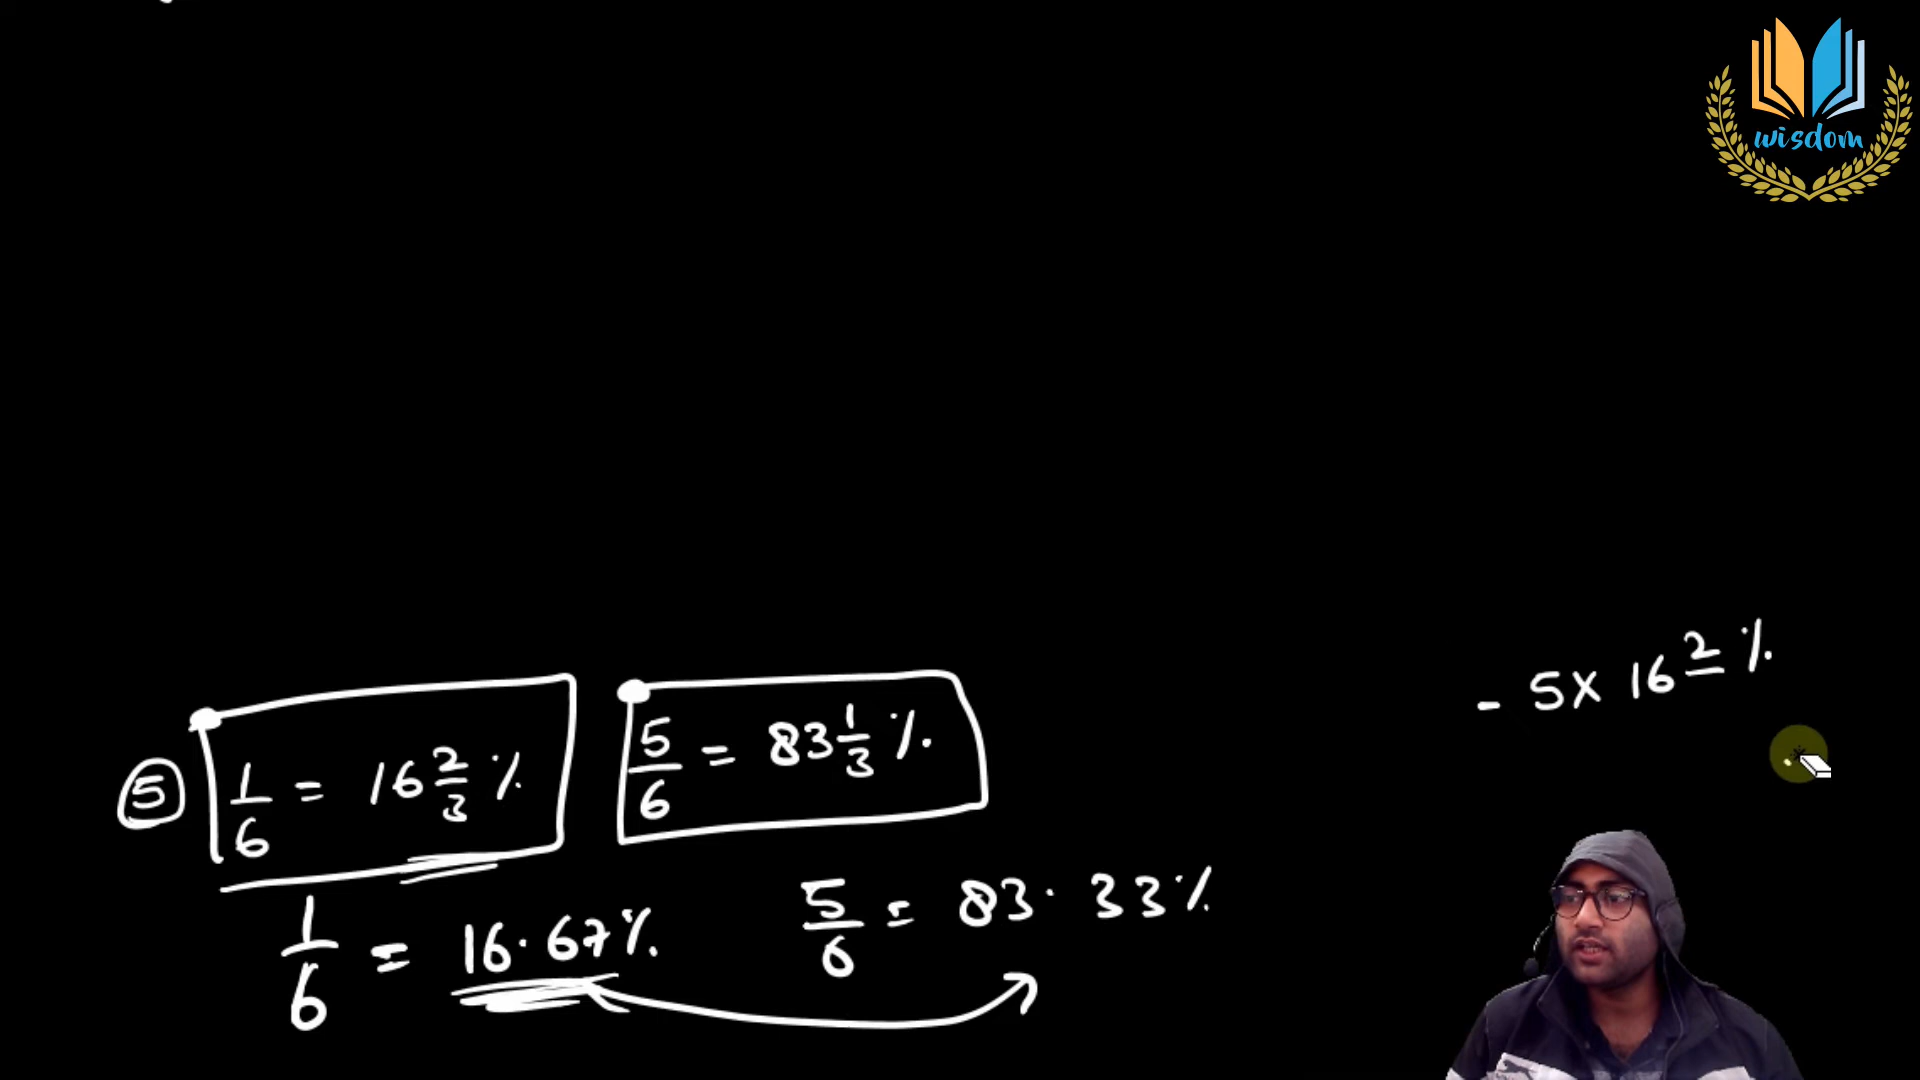 wisdom
- 5 x 16 2 %
⑤ 1/6 = 16 2/3 % 5/6 = 83 1/3 %
1/6 = 16.67% 5/6 = 83.33%